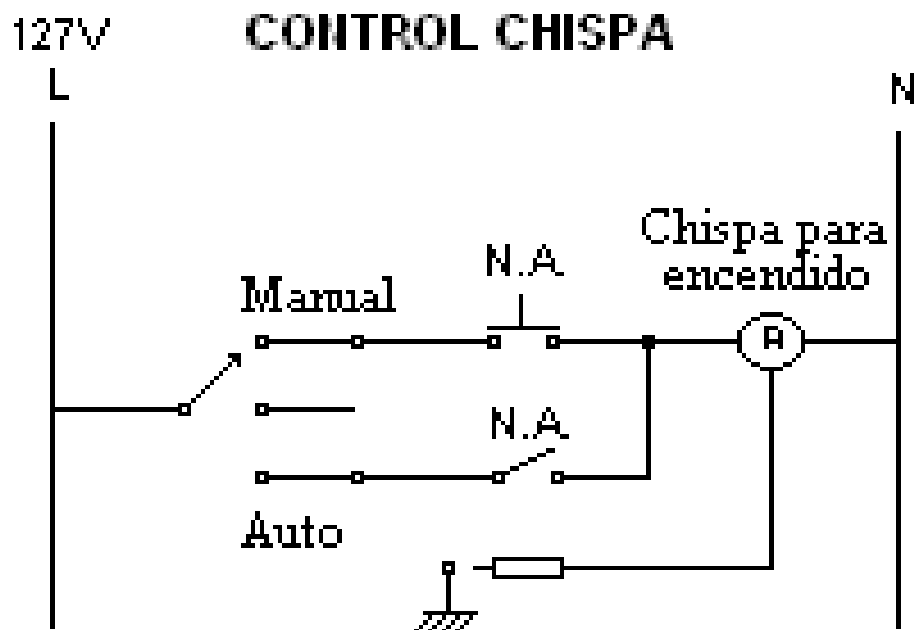 127V
CONTROL CHISPA
L
N
Chispa para
encendido
N.A.
Manual
A
N.A.
Auto